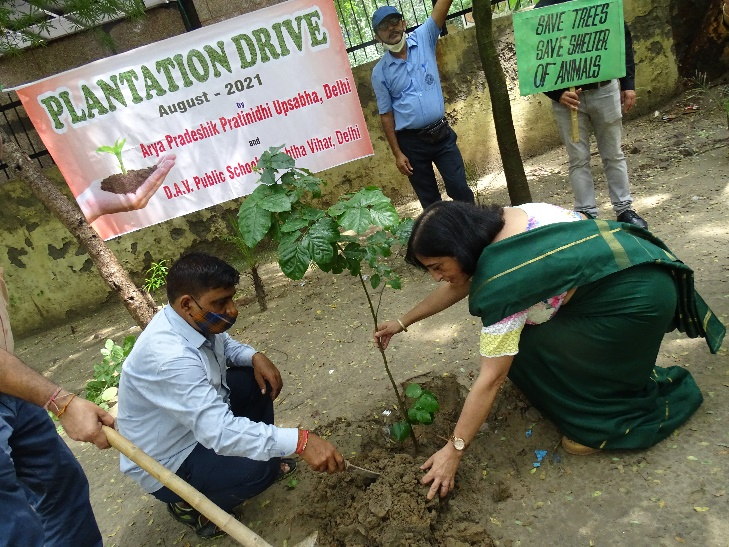 PLANTATION DRIVE
August - 2021
by
Arya Pradeshik Pratinidhi Upsabha, Delhi
and
D.A.V. Public School, Vihar, Delhi
SAVE TREES
SAVE SHELTER
OF ANIMALS